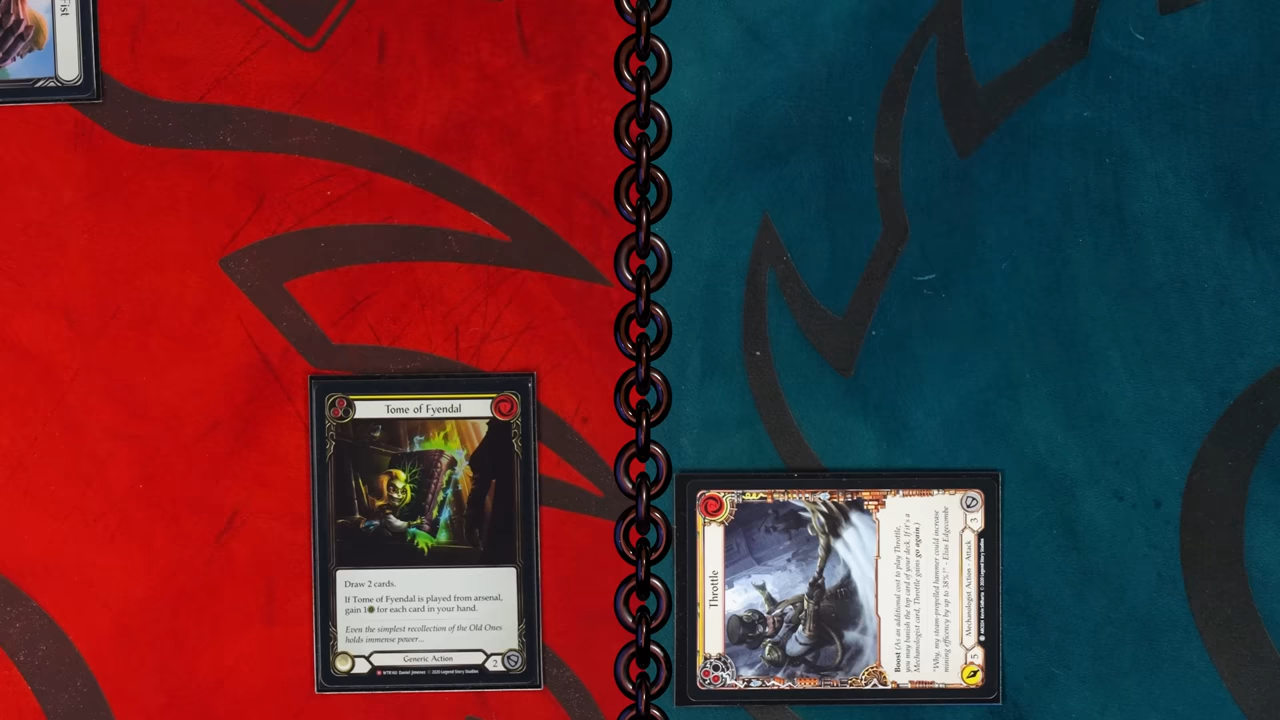 Fist
Tome of Fyendal
Draw 2 cards.
If Tome of Fyendal is played from arsenal,
gain 1 for each card in your hand.
Even the simplest recollection of the Old Ones
holds immense power...
Generic Action
2
Throttle
Boost (As an additional cost to play Throttle,
you may banish the top card of your deck. If it's a
Mechanologist card, Throttle gains go again.)
"Why, my steam-propelled hammer could increase
mining efficency by up to 38%!" - Elias Edgecombe
5
Mechanologist Action - Attack
3